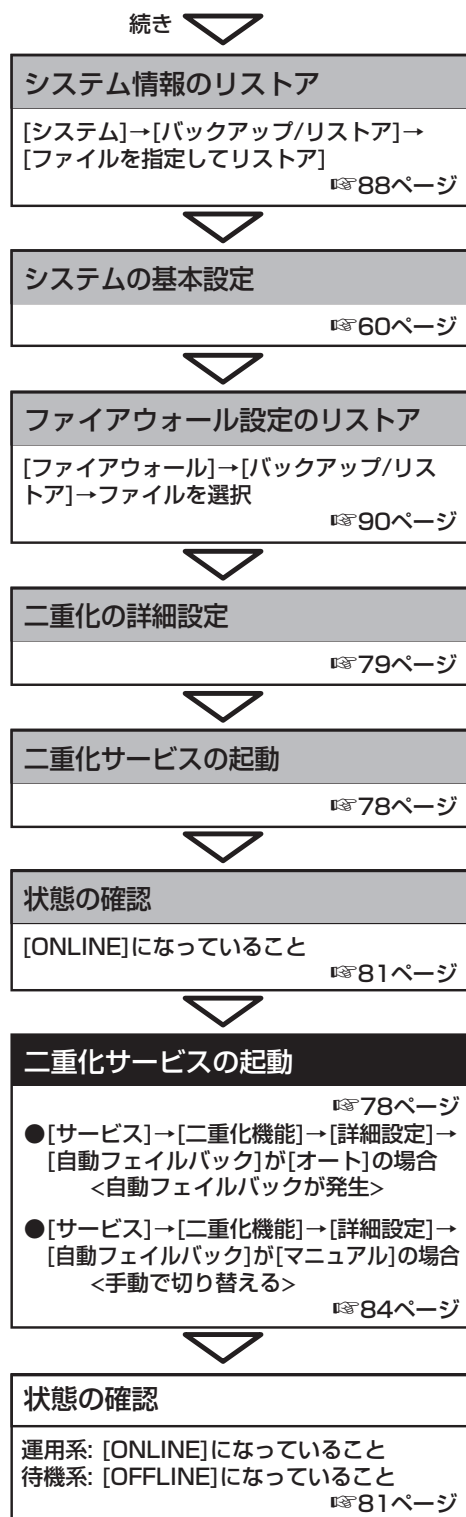 続き
システム情報のリストア
[システム]→[バックアップ/リストア]→
[ファイルを指定してリストア]
☞88ページ
システムの基本設定
☞60ページ
ファイアウォール設定のリストア
[ファイアウォール]→[バックアップ/リス
トア]→ファイルを選択
☞90ページ
二重化の詳細設定
☞79ページ
二重化サービスの起動
☞78ページ
状態の確認
[ONLINE]になっていること
☞81ページ
二重化サービスの起動
☞78ページ
●[サービス]→[二重化機能]→[詳細設定]→
[自動フェイルバック]が[オート]の場合
<自動フェイルバックが発生>
●[サービス]→[二重化機能]→[詳細設定]→
[自動フェイルバック]が[マニュアル]の場合
<手動で切り替える>
☞84ページ
状態の確認
運用系: [ONLINE]になっていること
待機系: [OFFLINE]になっていること
☞81ページ